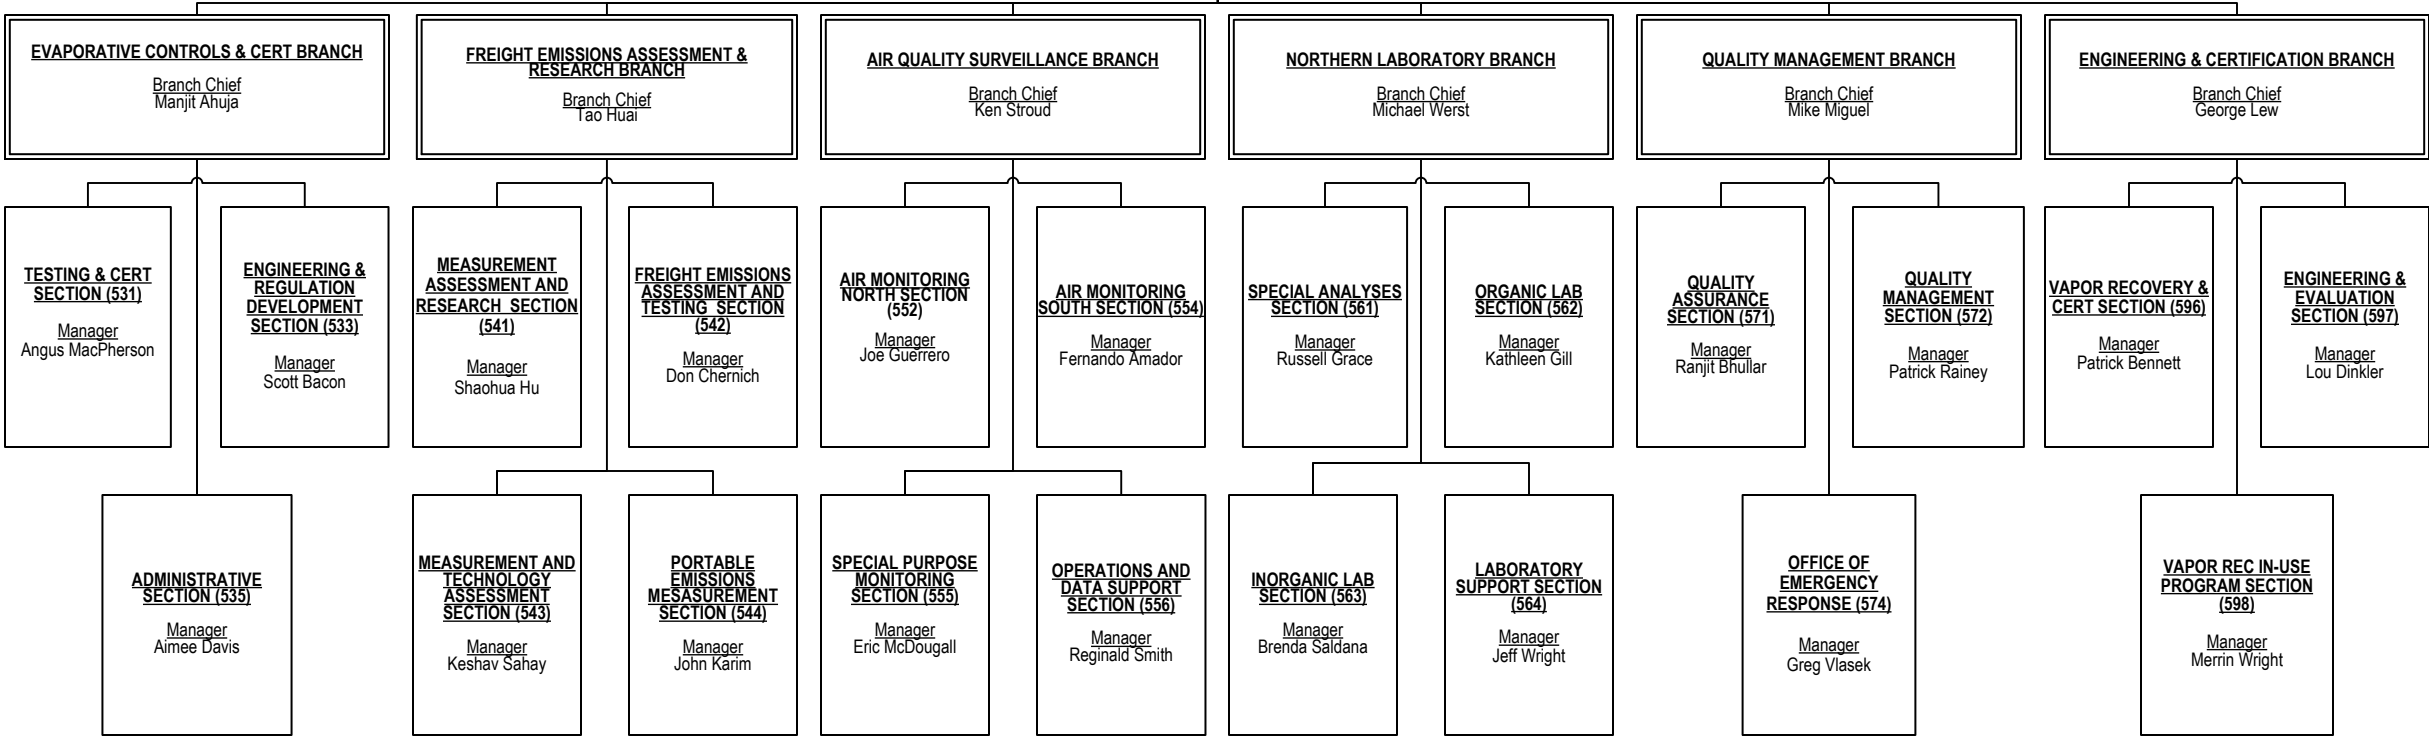 EVAPORATIVE CONTROLS & CERT BRANCH
Branch Chief
Manjit Ahuja
FREIGHT EMISSIONS ASSESSMENT &
RESEARCH BRANCH
Branch Chief
Tao Huai
AIR QUALITY SURVEILLANCE BRANCH
Branch Chief
Ken Stroud
NORTHERN LABORATORY BRANCH
Branch Chief
Michael Werst
QUALITY MANAGEMENT BRANCH
Branch Chief
Mike Miguel
ENGINEERING & CERTIFICATION BRANCH
Branch Chief
George Lew
TESTING & CERT
SECTION (531)
Manager
Angus MacPherson
ENGINEERING &
REGULATION
DEVELOPMENT
SECTION (533)
Manager
Scott Bacon
MEASUREMENT
ASSESSMENT AND
RESEARCH SECTION
(541)
Manager
Shaohua Hu
FREIGHT EMISSIONS
ASSESSMENT AND
TESTING SECTION
(542)
Manager
Don Chernich
AIR MONITORING
NORTH SECTION
(552)
Manager
Joe Guerrero
AIR MONITORING
SOUTH SECTION (554)
Manager
Fernando Amador
SPECIAL ANALYSES
SECTION (561)
Manager
Russell Grace
ORGANIC LAB
SECTION (562)
Manager
Kathleen Gill
QUALITY
ASSURANCE
SECTION (571)
Manager
Ranjit Bhullar
QUALITY
MANAGEMENT
SECTION (572)
Manager
Patrick Rainey
VAPOR RECOVERY &
CERT SECTION (596)
Manager
Patrick Bennett
ENGINEERING &
EVALUATION
SECTION (597)
Manager
Lou Dinkler
ADMINISTRATIVE
SECTION (535)
Manager
Aimee Davis
MEASUREMENT AND
TECHNOLOGY
ASSESSMENT
SECTION (543)
Manager
Keshav Sahay
PORTABLE
EMISSIONS
MESASUREMENT
SECTION (544)
Manager
John Karim
SPECIAL PURPOSE
MONITORING
SECTION (555)
Manager
Eric McDougall
OPERATIONS AND
DATA SUPPORT
SECTION (556)
Manager
Reginald Smith
INORGANIC LAB
SECTION (563)
Manager
Brenda Saldana
LABORATORY
SUPPORT SECTION
(564)
Manager
Jeff Wright
OFFICE OF
EMERGENCY
RESPONSE (574)
Manager
Greg Vlasek
VAPOR REC IN-USE
PROGRAM SECTION
(598)
Manager
Merrin Wright